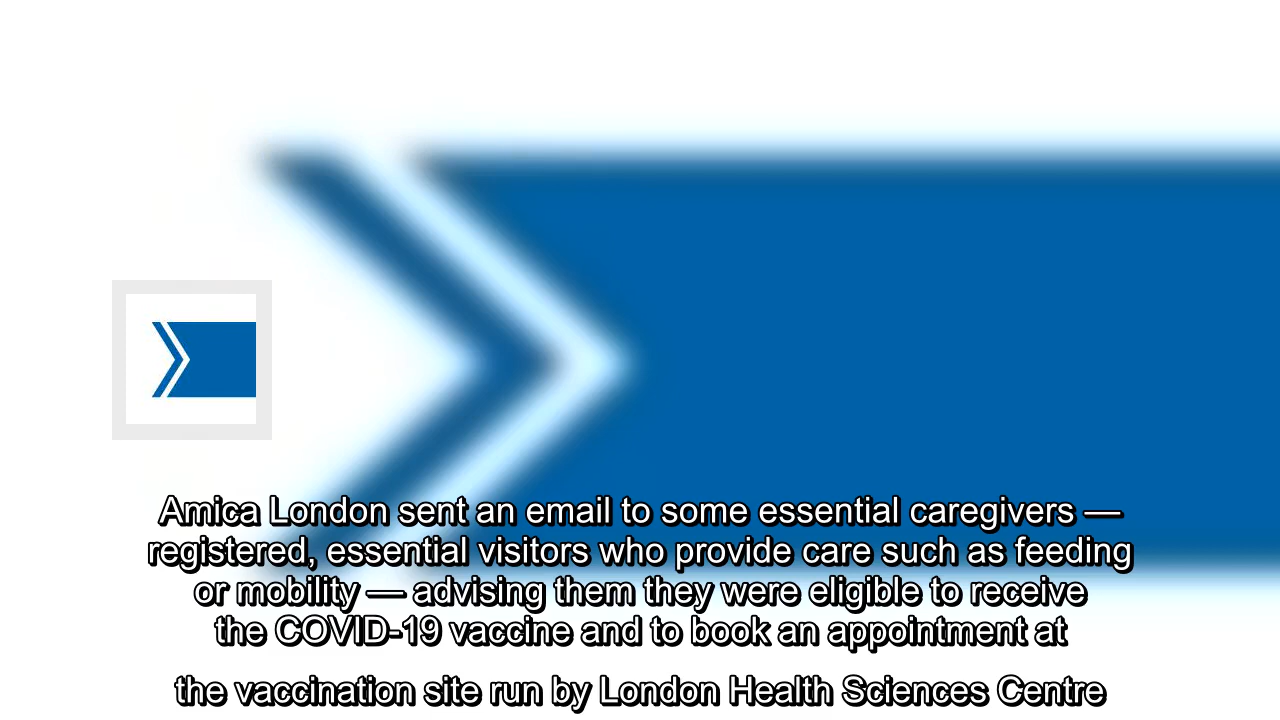 Amica London sent an email to some essential caregivers —
registered, essential visitors who provide care such as feeding
or mobility — advising them they were eligible to receive
the COVID-19 vaccine and to book an appointment at
the vaccination site run by London Health Sciences Centre